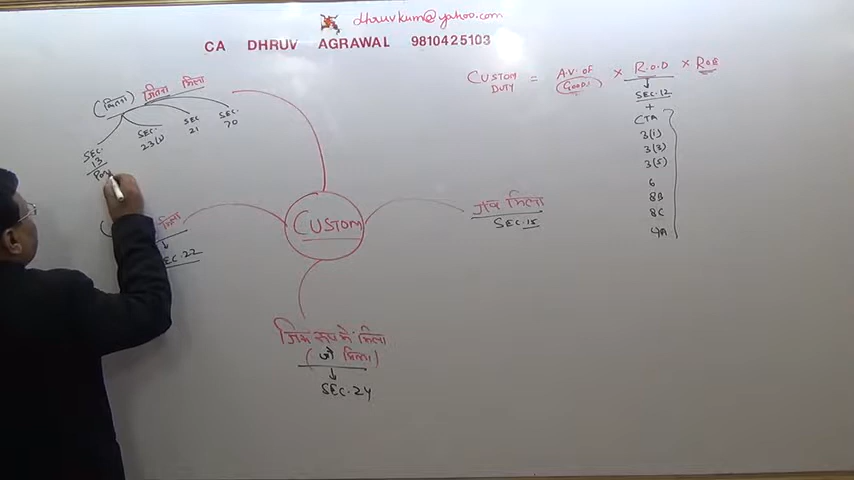 dhruvkum@yahoo.com
CA DHRUV AGRAWAL 9810425103
CUSTOM DUTY = A.V. OF GOODS × R.O.D × ROE
SEC.12
+
CTA
3(1)
3(3)
3(5)
6
8B
8C
9A
(कितना) जितना मिला
SEC. 13
SEC. 23(1)
SEC 21
SEC. 70
मिला
SEC.22
CUSTOM
जब मिला
SEC.15
जिस रूप में मिला
(जो मिला)
SEC.24